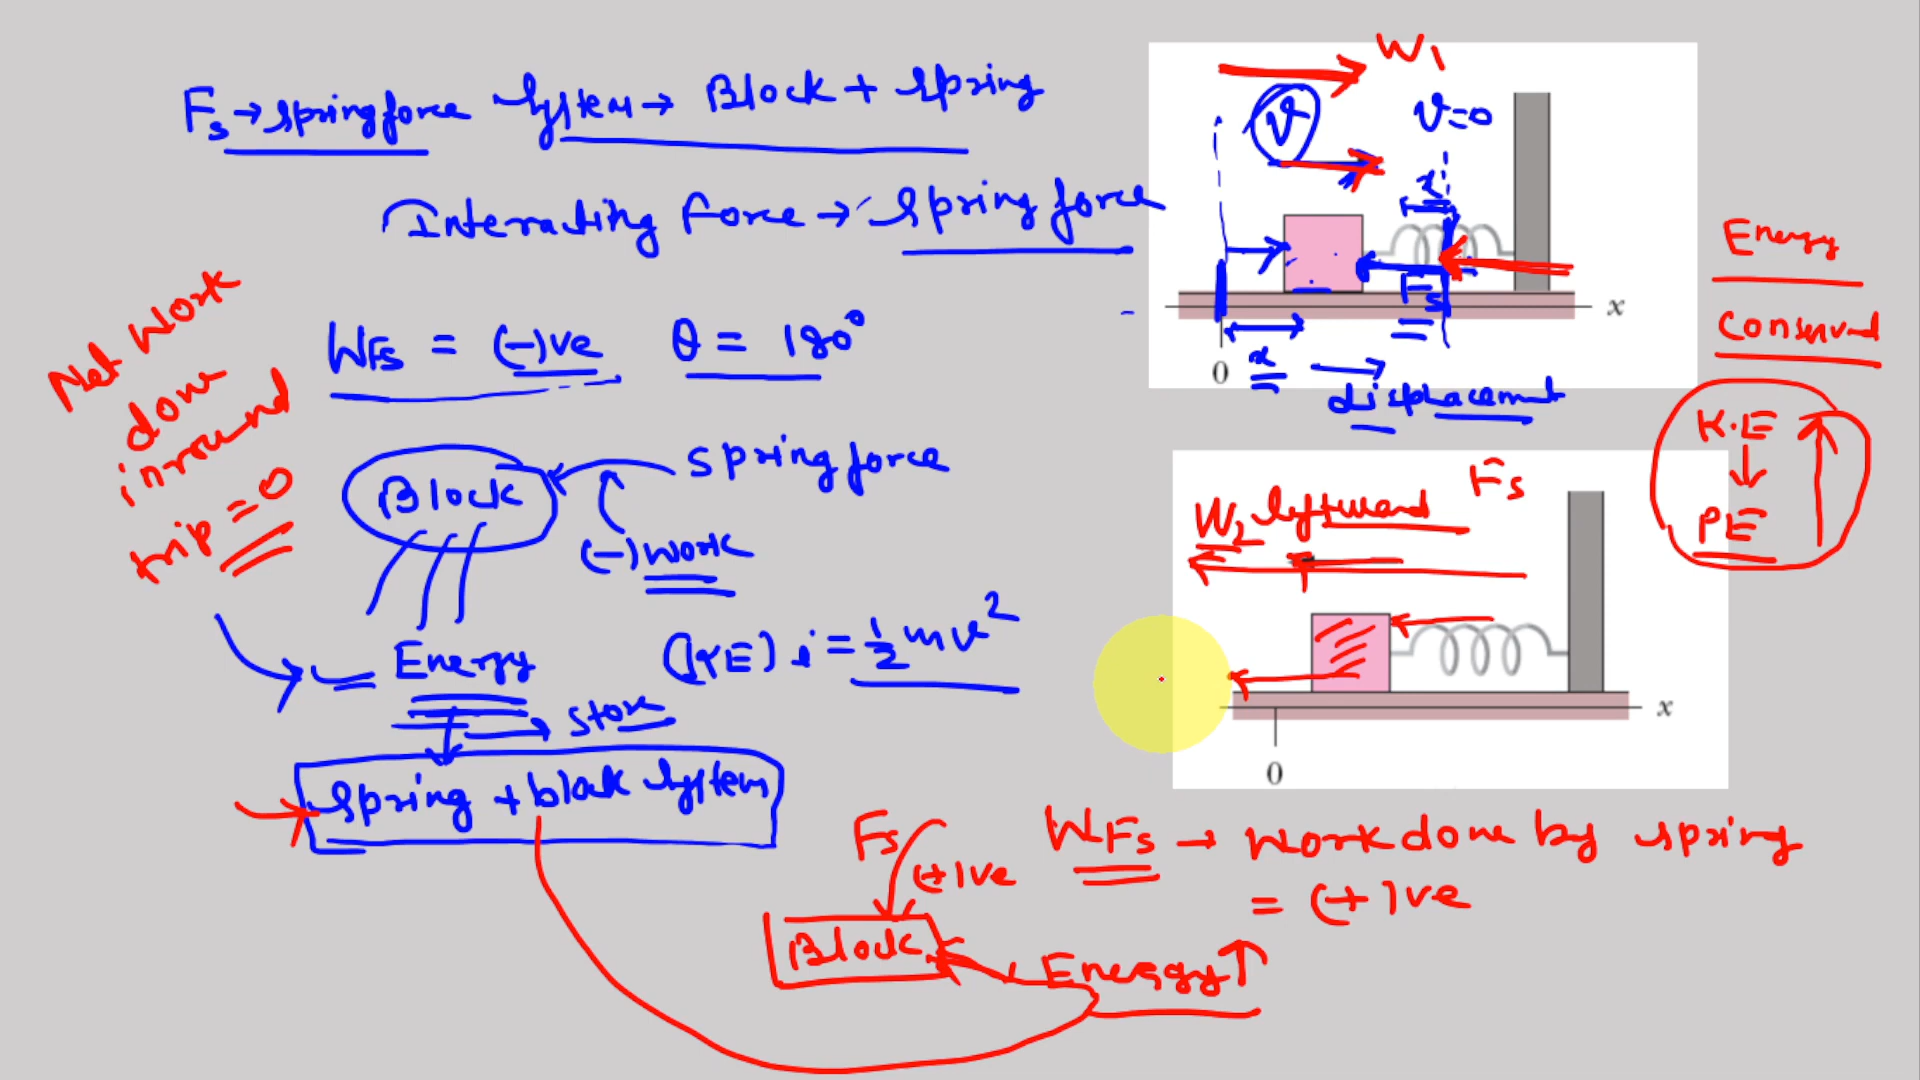 Fs → spring force System → Block + Spring
Interacting force → Spring force
WFs = (-)ve θ = 180°
Net Work
done
in round
trip = 0
Block
spring force
(-) work
Energy
(KE)i = ½mv²
store
Spring + block System
W1
v
v=0
x
Fs
x
0
x
displacement
Energy
Conserved
K.E
PE
W2 leftward Fs
x
0
Fs
(+)ve
WFs → Work done by spring
= (+)ve
Block
Energy ↑